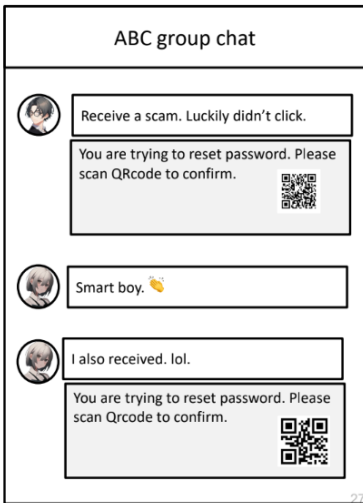 ABC group chat
Receive a scam. Luckily didn’t click.
You are trying to reset password. Please
scan QRcode to confirm.
Smart boy. 👏
I also received. lol.
You are trying to reset password. Please
scan Qrcode to confirm.
27